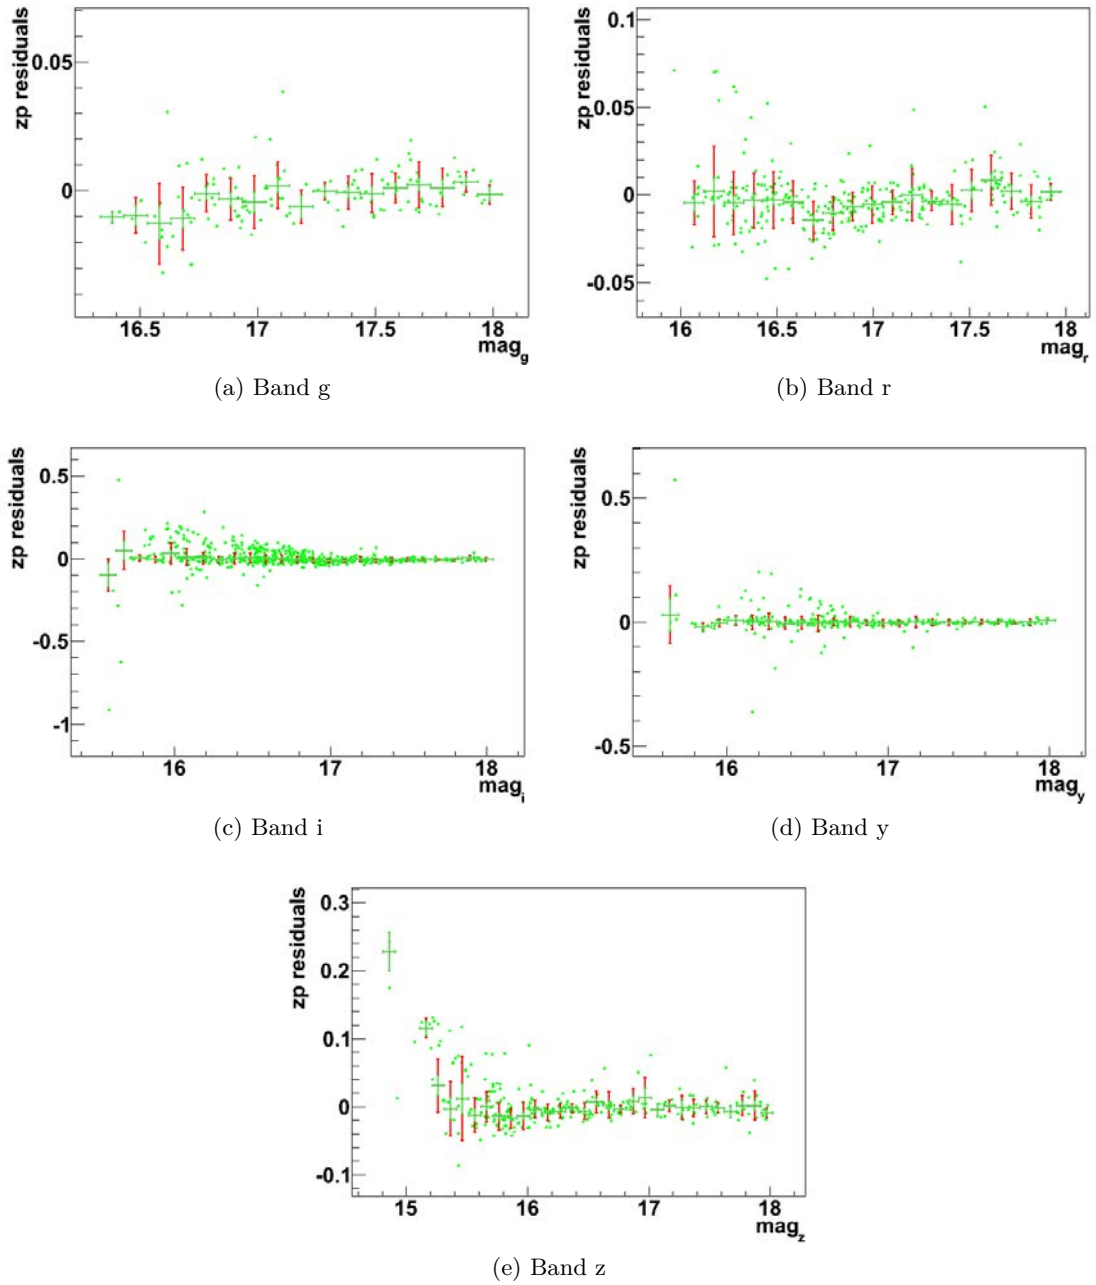 zp residuals
0.05
0
16.5 17 17.5 18
mag_g
(a) Band g
zp residuals
0.1
0.05
0
-0.05
16 16.5 17 17.5 18
mag_r
(b) Band r
zp residuals
0.5
0
-0.5
-1
16 17 18
mag_i
(c) Band i
zp residuals
0.5
0
-0.5
16 17 18
mag_y
(d) Band y
zp residuals
0.3
0.2
0.1
0
-0.1
15 16 17 18
mag_z
(e) Band z